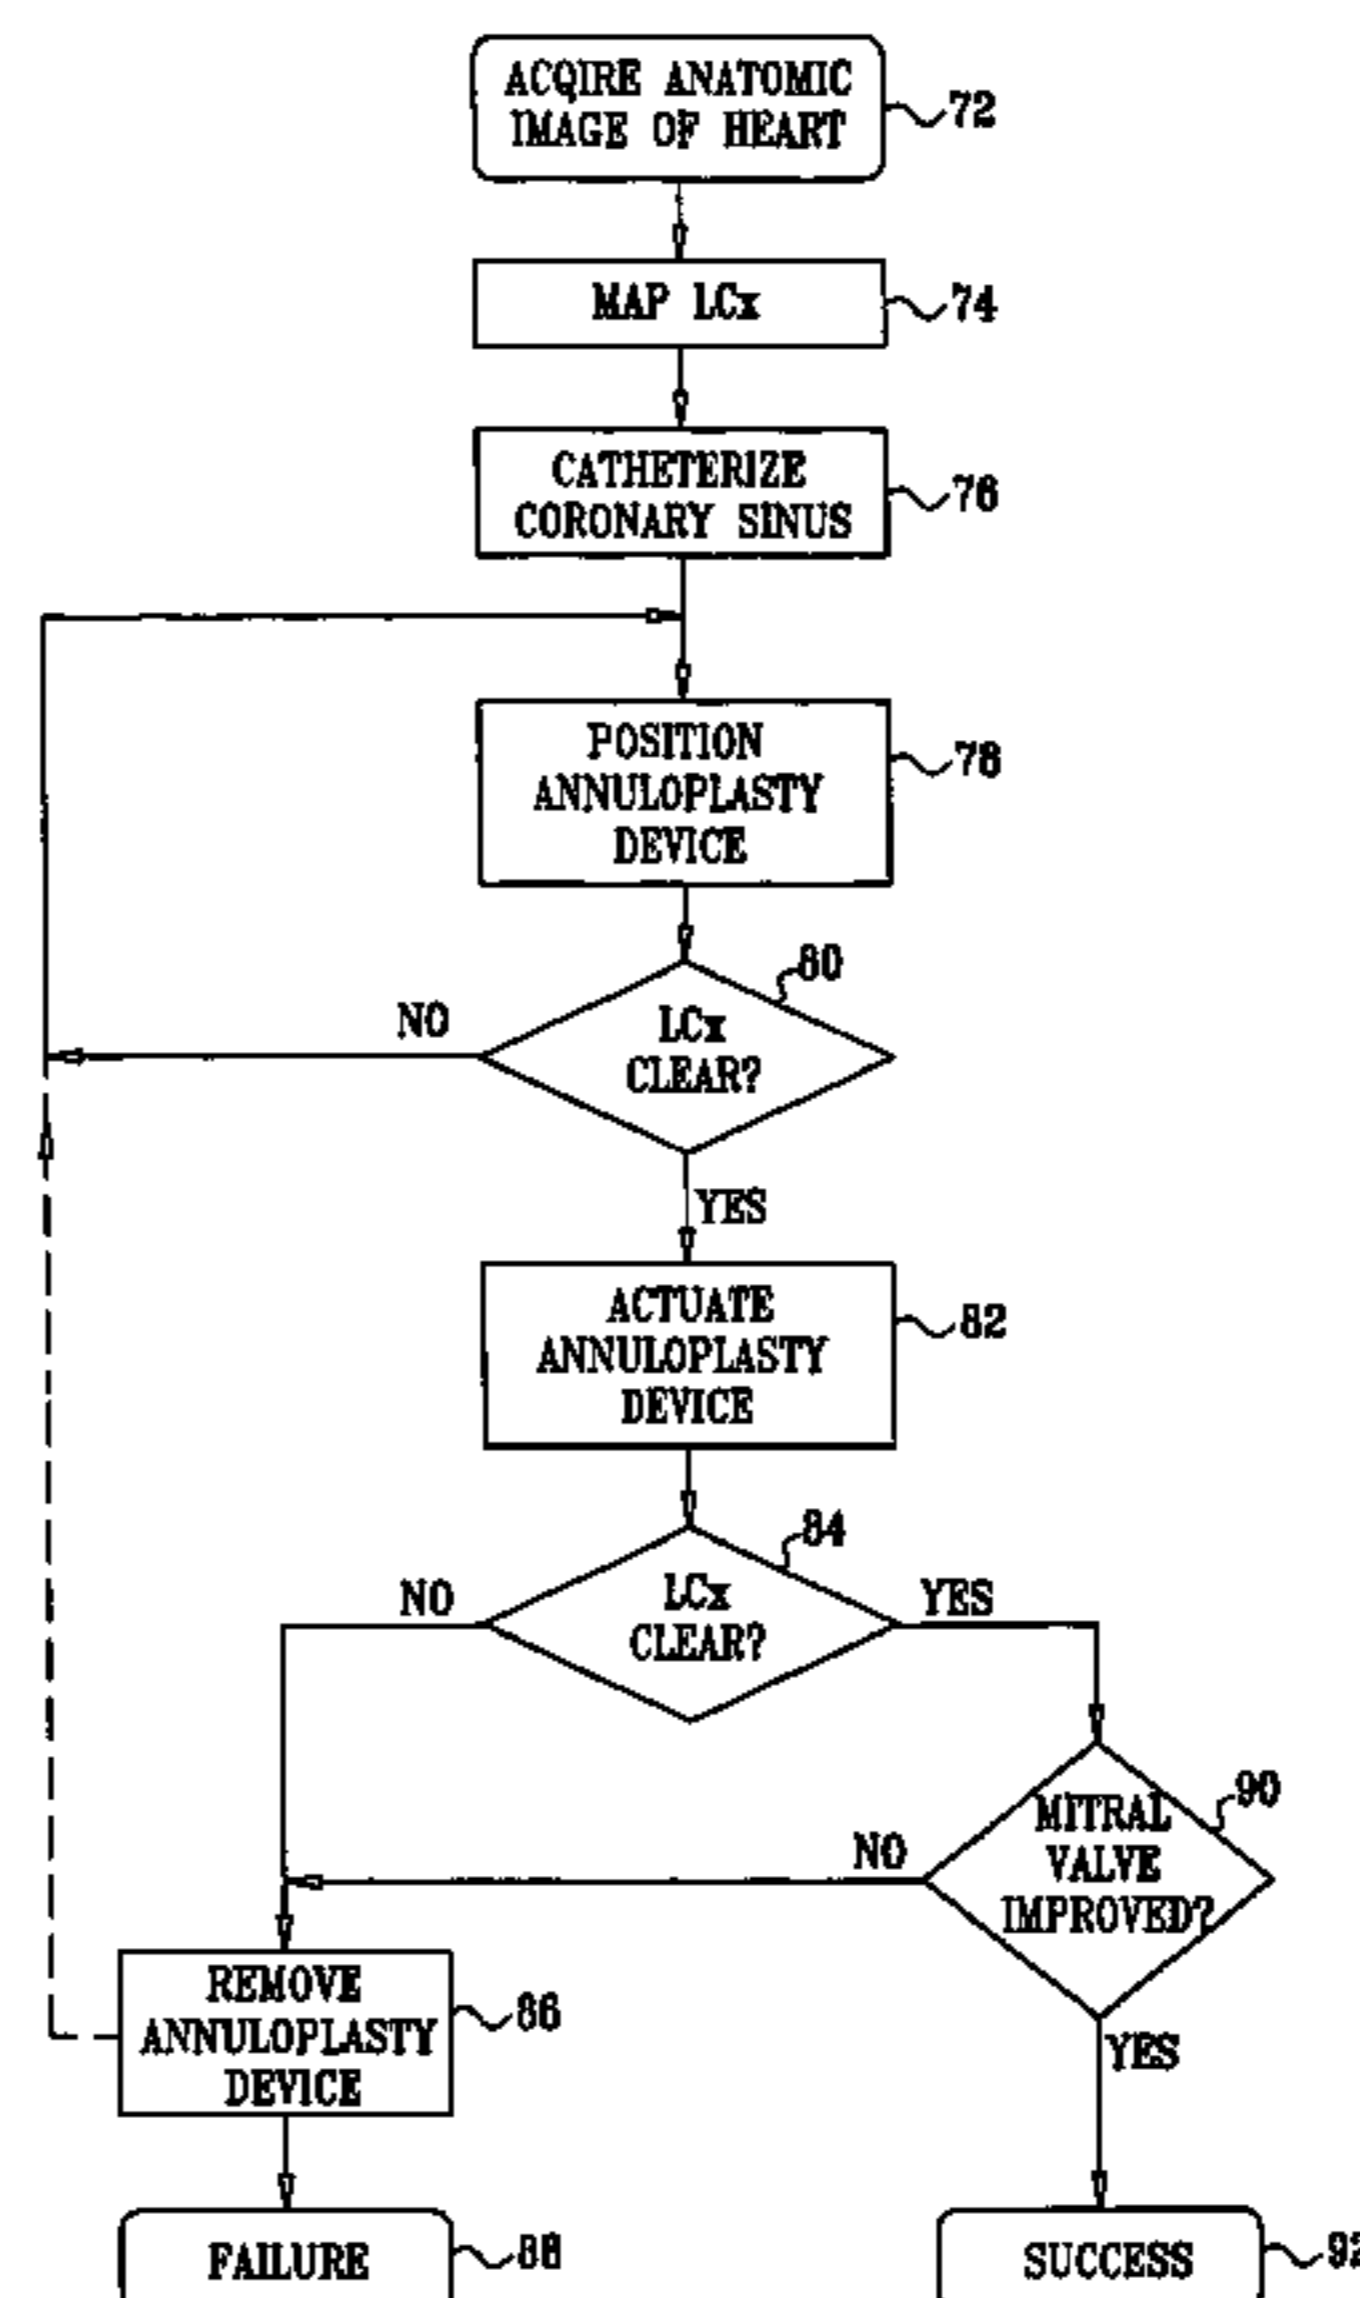 ACQIRE ANATOMIC
IMAGE OF HEART
72
MAP LCx
74
CATHETERIZE
CORONARY SINUS
76
POSITION
ANNULOPLASTY
DEVICE
78
80
LCx
CLEAR?
NO
YES
ACTUATE
ANNULOPLASTY
DEVICE
82
84
LCx
CLEAR?
NO
YES
90
MITRAL
VALVE
IMPROVED?
NO
YES
REMOVE
ANNULOPLASTY
DEVICE
86
FAILURE
88
SUCCESS
92